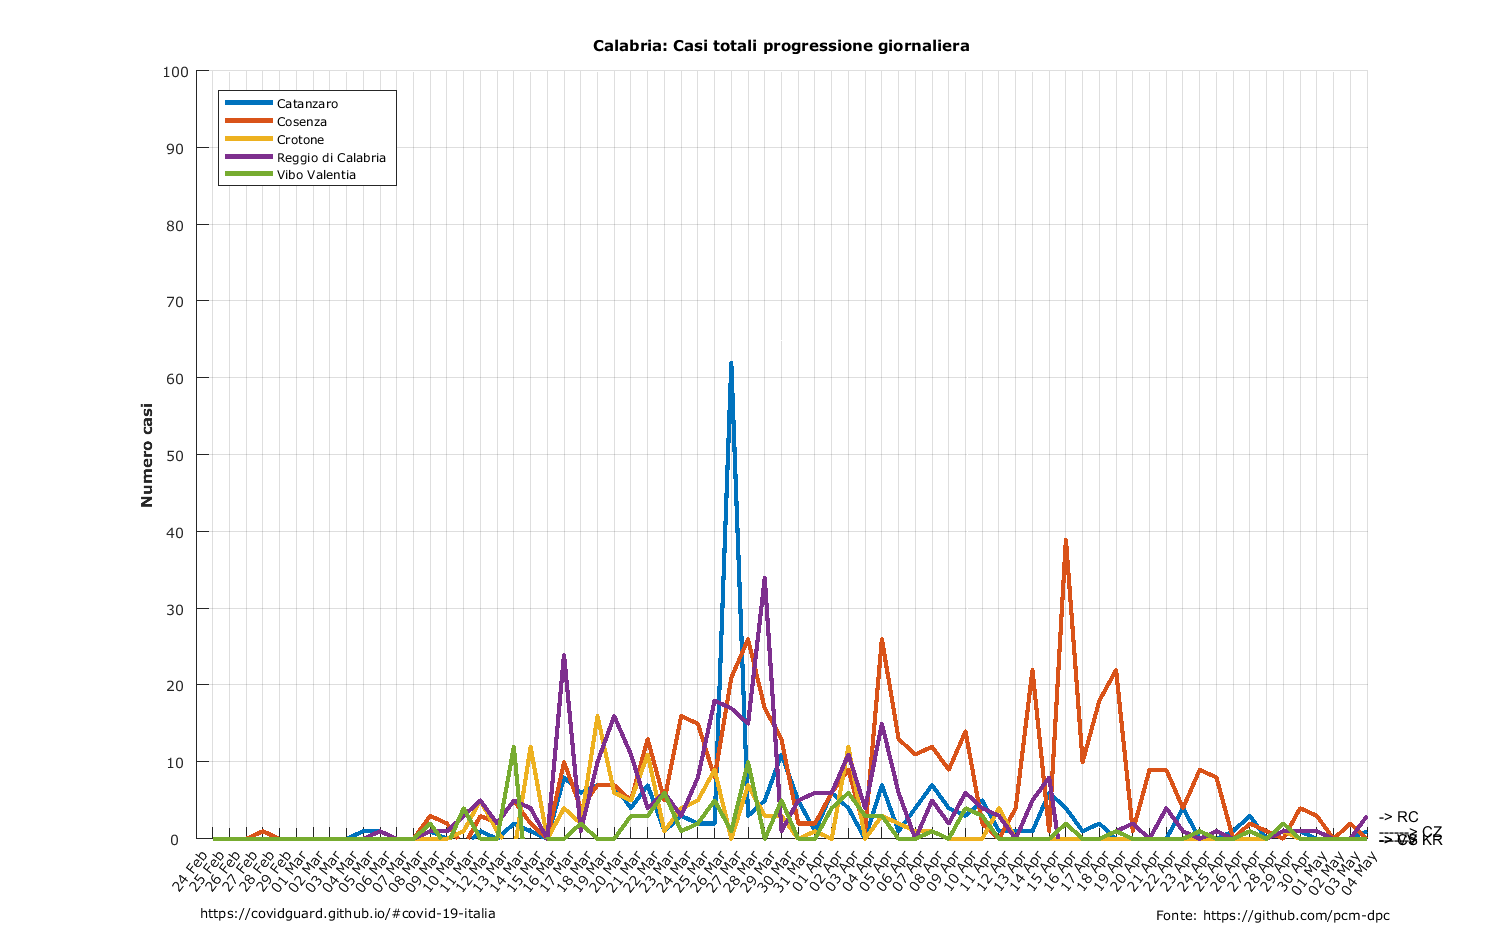 Calabria: Casi totali progressione giornaliera
Numero casi
100
90
80
70
60
50
40
30
20
10
0
Catanzaro
Cosenza
Crotone
Reggio di Calabria
Vibo Valentia
-> RC
------> CZ
KR
24 Feb
25 Feb
26 Feb
27 Feb
28 Feb
29 Feb
01 Mar
02 Mar
03 Mar
04 Mar
05 Mar
06 Mar
07 Mar
08 Mar
09 Mar
10 Mar
11 Mar
12 Mar
13 Mar
14 Mar
15 Mar
16 Mar
17 Mar
18 Mar
19 Mar
20 Mar
21 Mar
22 Mar
23 Mar
24 Mar
25 Mar
26 Mar
27 Mar
28 Mar
29 Mar
30 Mar
31 Mar
01 Apr
02 Apr
03 Apr
04 Apr
05 Apr
06 Apr
07 Apr
08 Apr
09 Apr
10 Apr
11 Apr
12 Apr
13 Apr
14 Apr
15 Apr
16 Apr
17 Apr
18 Apr
19 Apr
20 Apr
21 Apr
22 Apr
23 Apr
24 Apr
25 Apr
26 Apr
27 Apr
28 Apr
29 Apr
30 Apr
01 May
02 May
03 May
04 May
https://covidguard.github.io/#covid-19-italia
Fonte: https://github.com/pcm-dpc